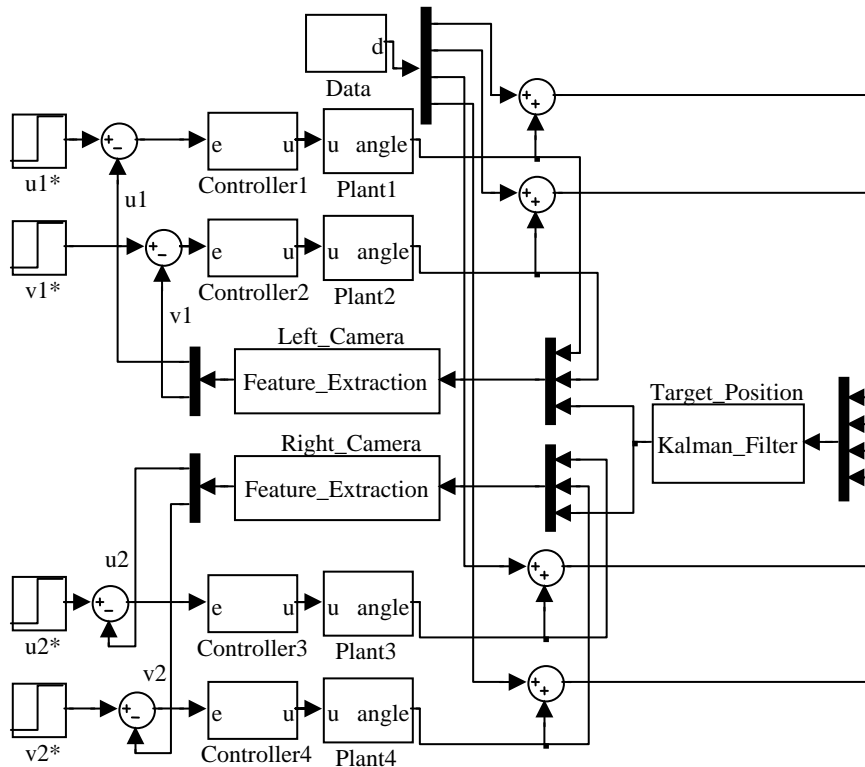 d
Data
+
+
+
−
u1*
e
u
Controller1
u
angle
Plant1
u1
+
+
+
−
v1*
e
u
Controller2
u
angle
Plant2
v1
Left_Camera
Feature_Extraction
Target_Position
Kalman_Filter
Right_Camera
Feature_Extraction
u2
+
+
+
−
u2*
e
u
Controller3
u
angle
Plant3
v2
+
+
+
−
v2*
e
u
Controller4
u
angle
Plant4